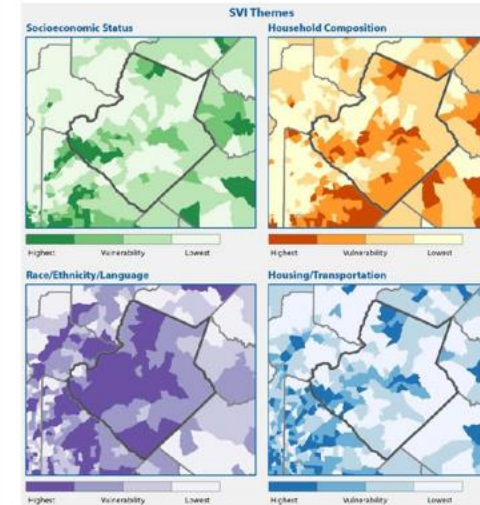 SVI Themes
Socioeconomic Status
Household Composition
Highest Vulnerability Lowest
Highest Vulnerability Lowest
Race/Ethnicity/Language
Housing/Transportation
Highest Vulnerability Lowest
Highest Vulnerability Lowest